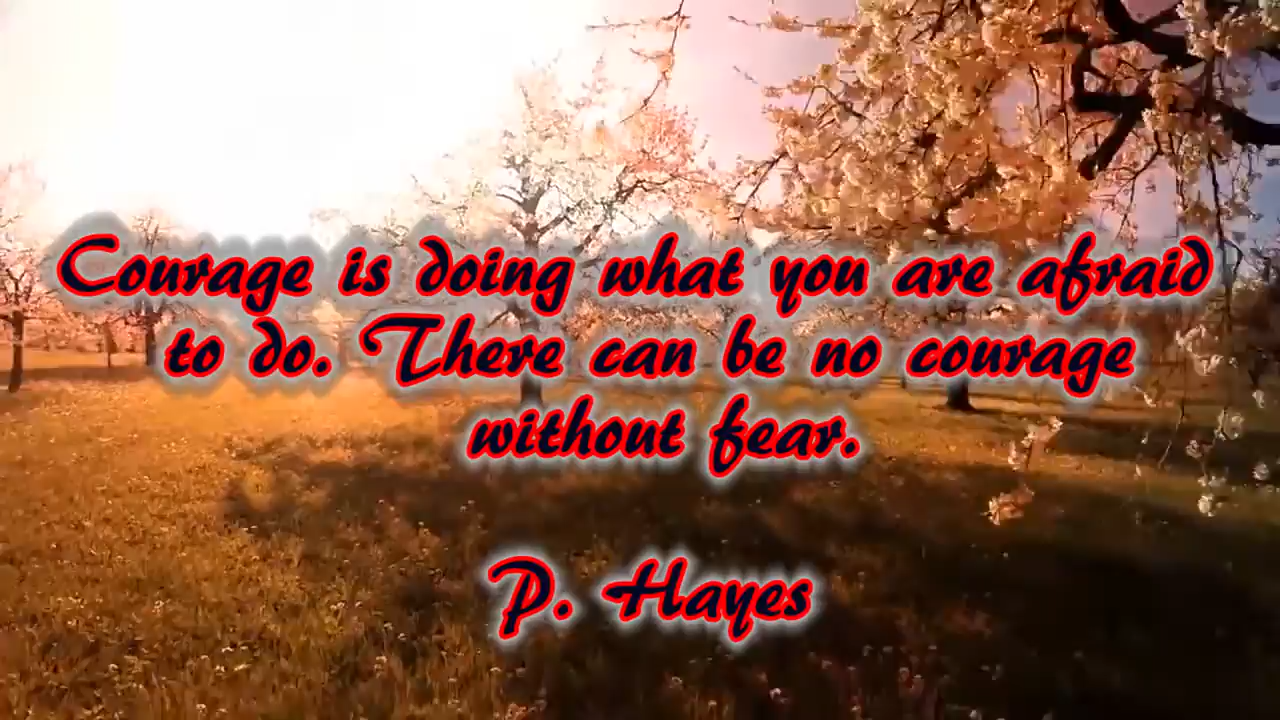 Courage is doing what you are afraid
to do. There can be no courage
without fear.
P. Hayes